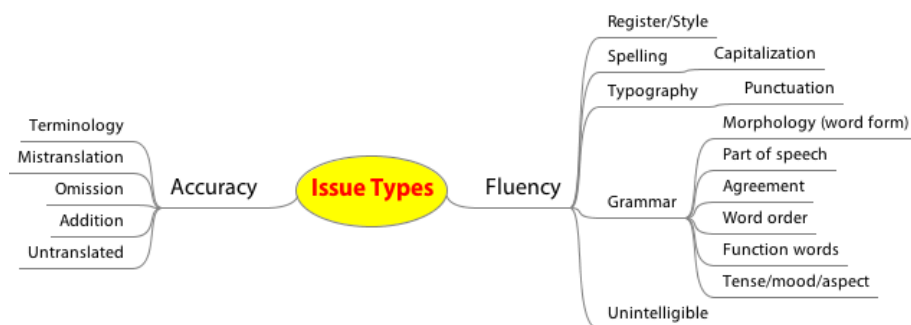 Issue Types
Accuracy
Terminology
Mistranslation
Omission
Addition
Untranslated
Fluency
Register/Style
Spelling
Capitalization
Typography
Punctuation
Grammar
Morphology (word form)
Part of speech
Agreement
Word order
Function words
Tense/mood/aspect
Unintelligible